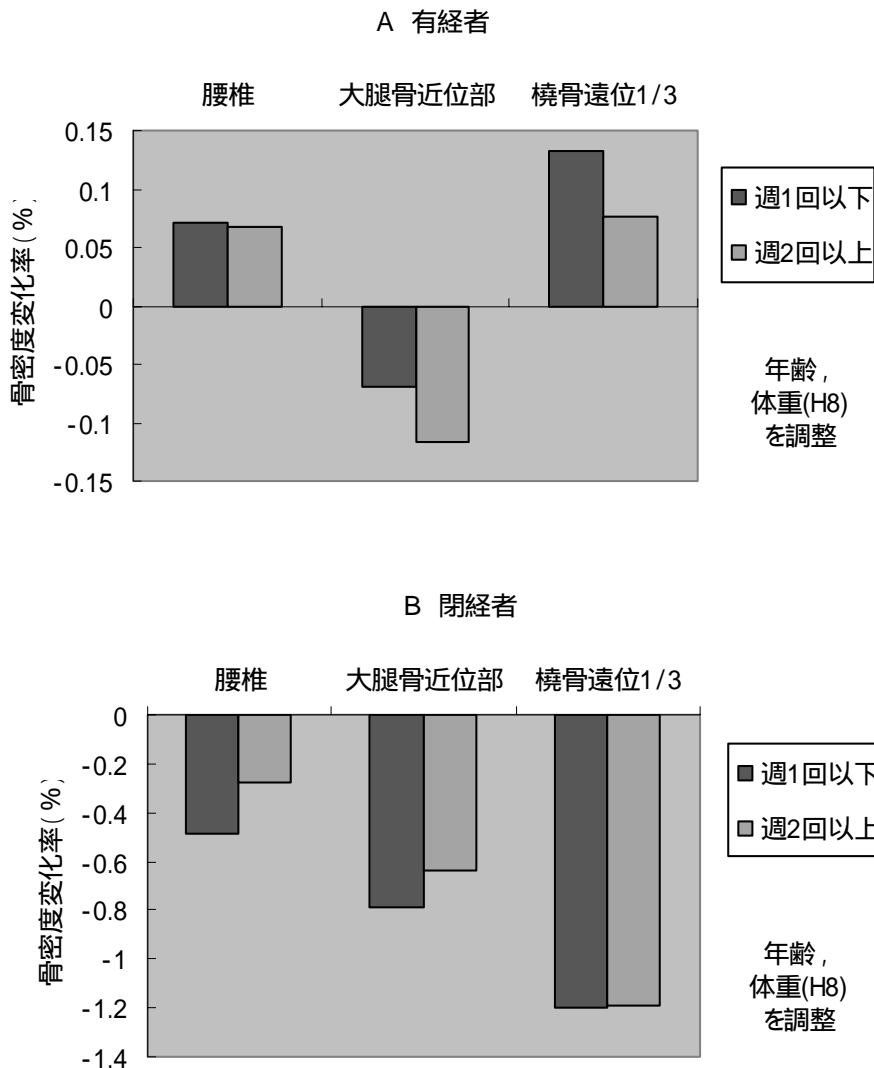 A 有経者
腰椎 大腿骨近位部 橈骨遠位1/3
骨密度変化率(%)
0.15
0.1
0.05
0
-0.05
-0.1
-0.15
週1回以下
週2回以上
年齢,
体重(H8)
を調整
B 閉経者
腰椎 大腿骨近位部 橈骨遠位1/3
骨密度変化率(%)
0
-0.2
-0.4
-0.6
-0.8
-1
-1.2
-1.4
週1回以下
週2回以上
年齢,
体重(H8)
を調整